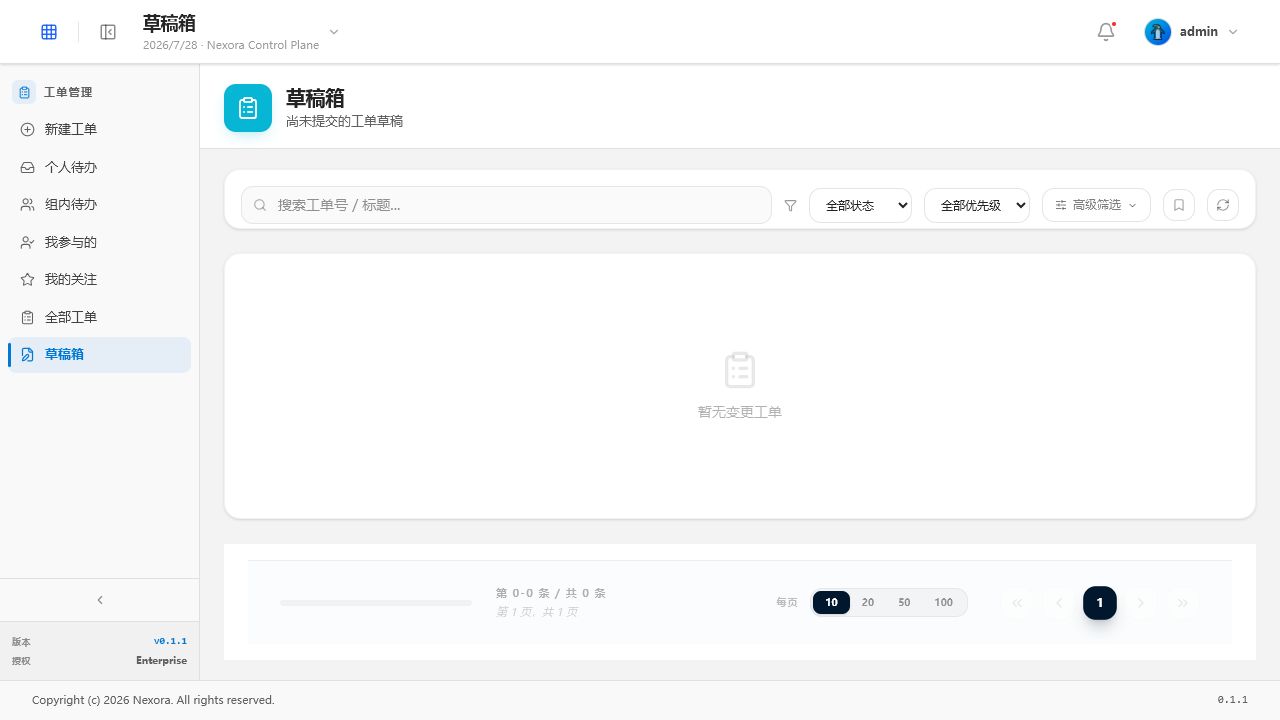 草稿箱
2026/7/28 · Nexora Control Plane
admin
工单管理
新建工单
个人待办
组内待办
我参与的
我的关注
全部工单
草稿箱
版本 v0.1.1
授权 Enterprise
草稿箱
尚未提交的工单草稿
搜索工单号 / 标题... 全部状态 全部优先级 高级筛选
暂无变更工单
第 0-0 条 / 共 0 条
第 1 页，共 1 页
每页 10 20 50 100 « ‹ 1 › »
Copyright (c) 2026 Nexora. All rights reserved. 0.1.1